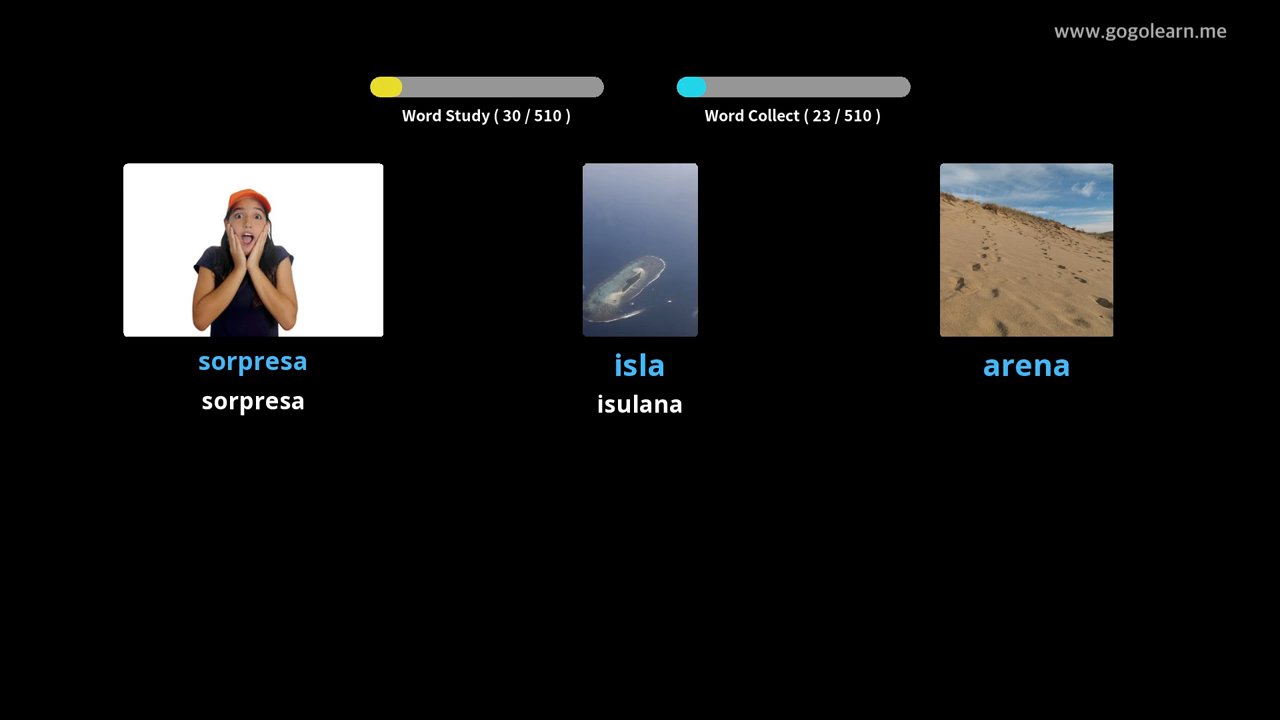 www.gogolearn.me
Word Study ( 30 / 510 )
Word Collect ( 23 / 510 )
sorpresa
isla
arena
sorpresa
isulana